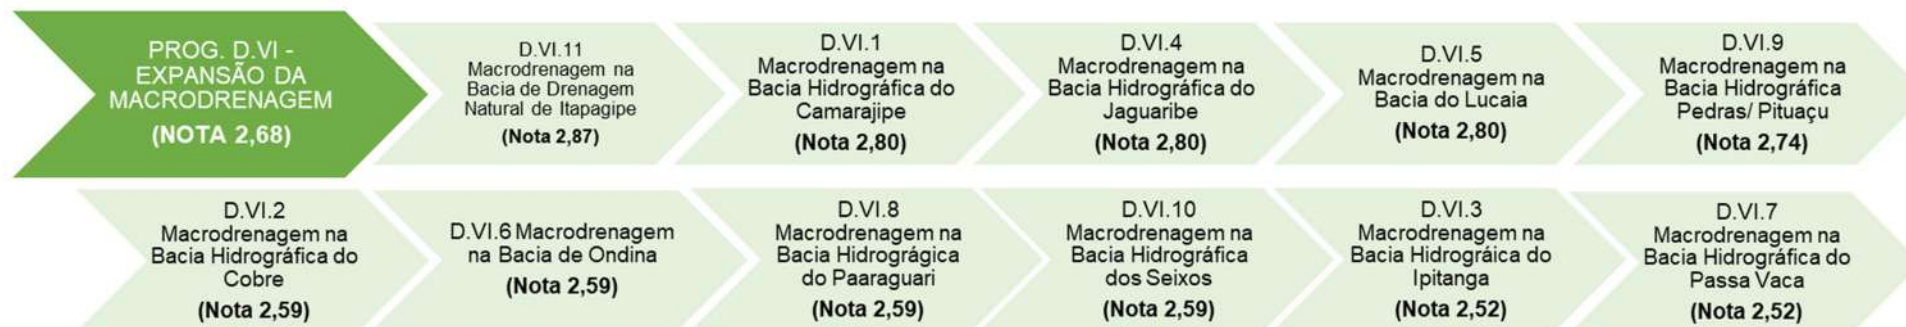 PROG. D.VI -
EXPANSÃO DA
MACRODRENAGEM
(NOTA 2,68)
D.VI.11
Macrodrenagem na
Bacia de Drenagem
Natural de Itapagipe
(Nota 2,87)
D.VI.1
Macrodrenagem na
Bacia Hidrográfica do
Camarajipe
(Nota 2,80)
D.VI.4
Macrodrenagem na
Bacia Hidrográfica do
Jaguaribe
(Nota 2,80)
D.VI.5
Macrodrenagem na
Bacia do Lucaia
(Nota 2,80)
D.VI.9
Macrodrenagem na
Bacia Hidrográfica
Pedras/ Pituaçu
(Nota 2,74)
D.VI.2
Macrodrenagem na
Bacia Hidrográfica do
Cobre
(Nota 2,59)
D.VI.6 Macrodrenagem
na Bacia de Ondina
(Nota 2,59)
D.VI.8
Macrodrenagem na
Bacia Hidrográgica
do Paaraguari
(Nota 2,59)
D.VI.10
Macrodrenagem na
Bacia Hidrográfica
dos Seixos
(Nota 2,59)
D.VI.3
Macrodrenagem na
Bacia Hidrográica do
Ipitanga
(Nota 2,52)
D.VI.7
Macrodrenagem na
Bacia Hidrográfica do
Passa Vaca
(Nota 2,52)